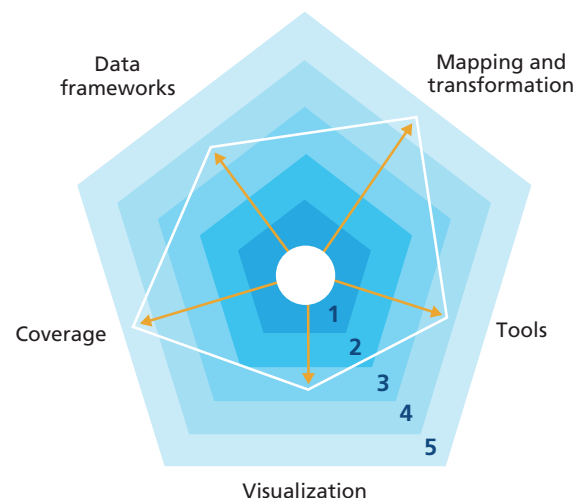 Data
frameworks
Mapping and
transformation
Coverage
Tools
1
2
3
4
5
Visualization